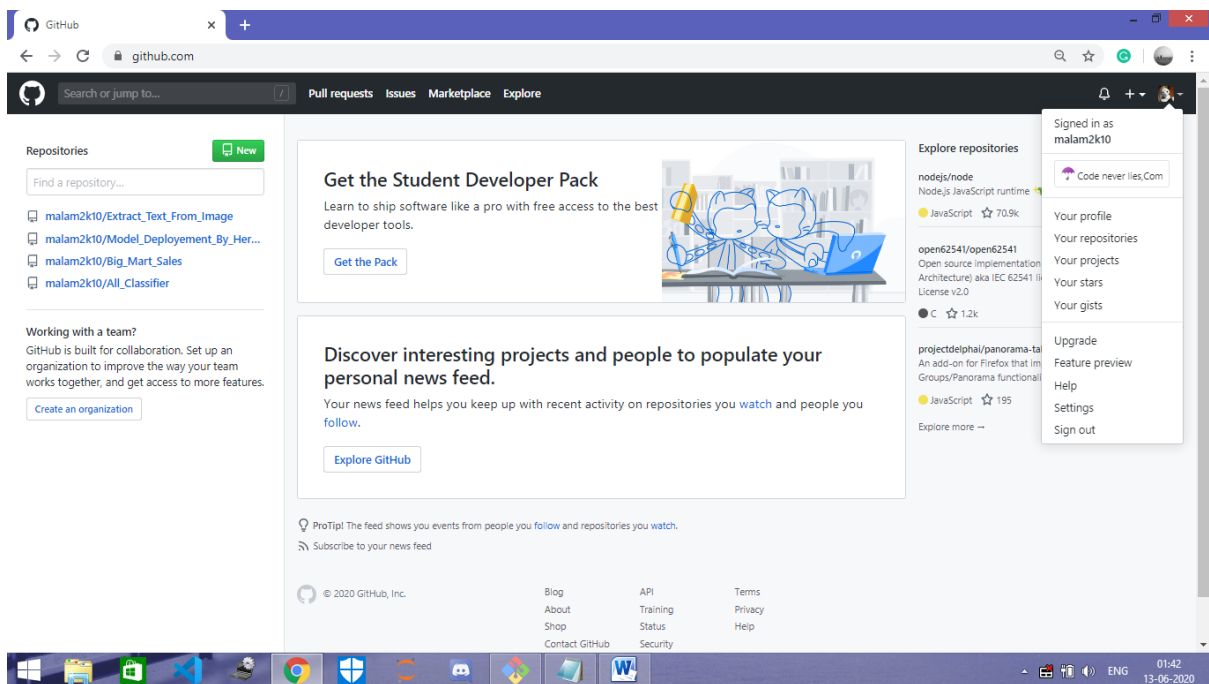 GitHub
github.com
Search or jump to...
/
Pull requests Issues Marketplace Explore
Repositories
New
Find a repository...
malam2k10/Extract_Text_From_Image
malam2k10/Model_Deployement_By_Her...
malam2k10/Big_Mart_Sales
malam2k10/All_Classifier
Working with a team?
GitHub is built for collaboration. Set up an
organization to improve the way your team
works together, and get access to more features.
Create an organization
Get the Student Developer Pack
Learn to ship software like a pro with free access to the best
developer tools.
Get the Pack
Discover interesting projects and people to populate your
personal news feed.
Your news feed helps you keep up with recent activity on repositories you watch and people you
follow.
Explore GitHub
ProTip! The feed shows you events from people you follow and repositories you watch.
Subscribe to your news feed
© 2020 GitHub, Inc.
Blog
About
Shop
Contact GitHub
API
Training
Status
Security
Terms
Privacy
Help
Explore repositories
nodejs/node
Node.js JavaScript runtime
JavaScript 70.9k
open62541/open62541
Open source implementation
Architecture) aka IEC 62541 li
License v2.0
C 1.2k
projectdelphai/panorama-tal
An add-on for Firefox that im
Groups/Panorama functionali
JavaScript 195
Explore more →
Signed in as
malam2k10
Code never lies,Com
Your profile
Your repositories
Your projects
Your stars
Your gists
Upgrade
Feature preview
Help
Settings
Sign out
ENG
01:42
13-06-2020